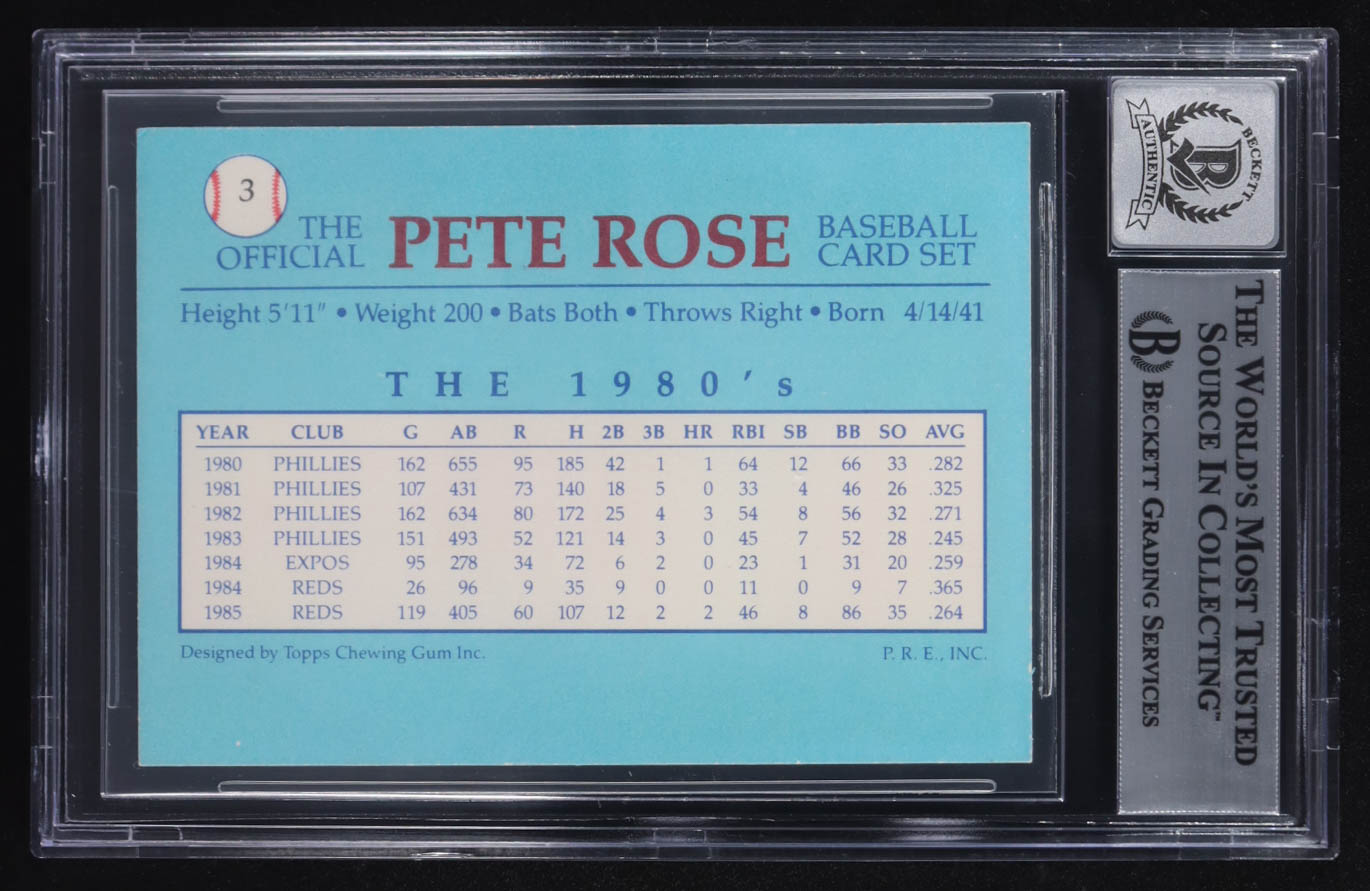 3
THE OFFICIAL PETE ROSE BASEBALL CARD SET
Height 5'11" • Weight 200 • Bats Both • Throws Right • Born 4/14/41
THE 1980's
YEAR CLUB G AB R H 2B 3B HR RBI SB BB SO AVG
1980 PHILLIES 162 655 95 185 42 1 1 64 12 66 33 .282
1981 PHILLIES 107 431 73 140 18 5 0 33 4 46 26 .325
1982 PHILLIES 162 634 80 172 25 4 3 54 8 56 32 .271
1983 PHILLIES 151 493 52 121 14 3 0 45 7 52 28 .245
1984 EXPOS 95 278 34 72 6 2 0 23 1 31 20 .259
1984 REDS 26 96 9 35 9 0 0 11 0 9 7 .365
1985 REDS 119 405 60 107 12 2 2 46 8 86 35 .264
Designed by Topps Chewing Gum Inc. P. R. E., INC.
BECKETT
B
AUTHENTIC
THE WORLD'S MOST TRUSTED
SOURCE IN COLLECTING™
B BECKETT GRADING SERVICES